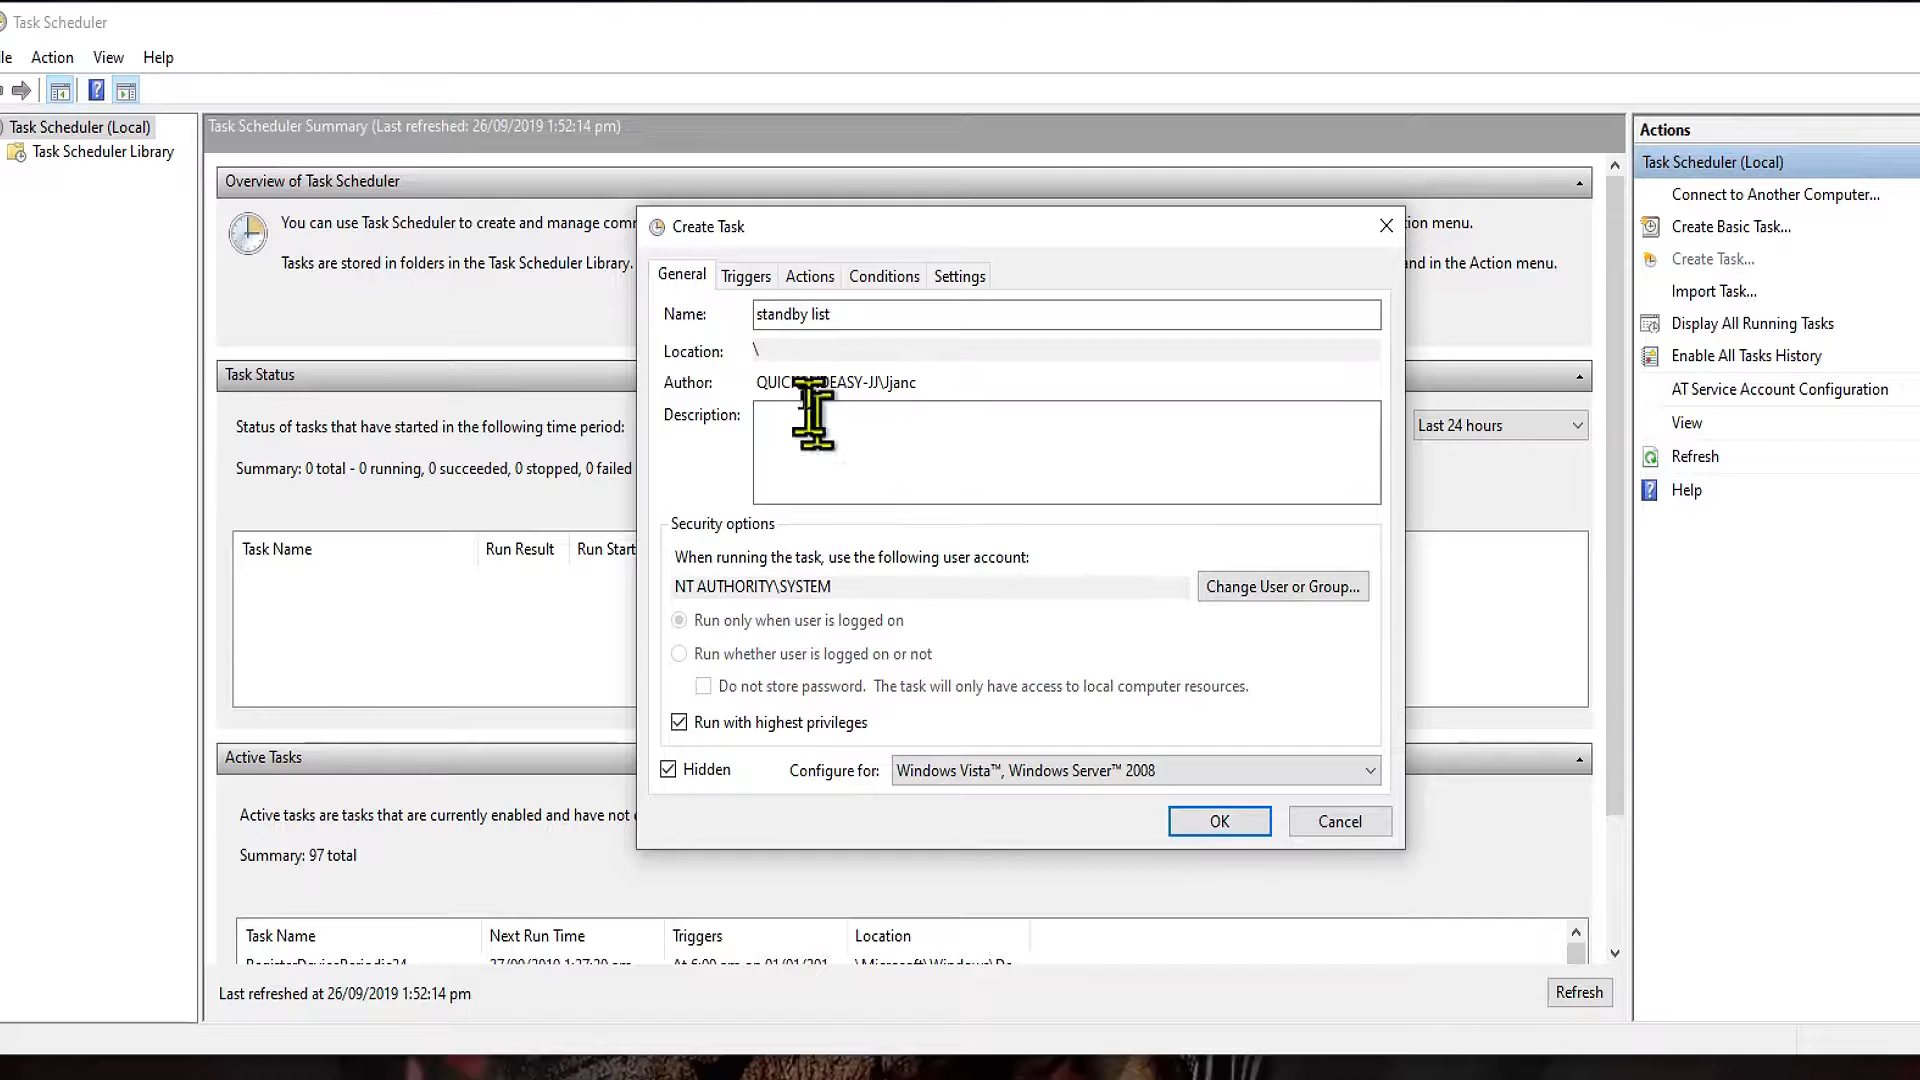 Task Scheduler
le Action View Help
Task Scheduler (Local)
Task Scheduler Library
Task Scheduler Summary (Last refreshed: 26/09/2019 1:52:14 pm)
Overview of Task Scheduler
You can use Task Scheduler to create and manage com
ion menu.
Tasks are stored in folders in the Task Scheduler Library.
and in the Action menu.
Task Status
Status of tasks that have started in the following time period:
Last 24 hours
Summary: 0 total - 0 running, 0 succeeded, 0 stopped, 0 failed
Task Name Run Result Run Start
Active Tasks
Active tasks are tasks that are currently enabled and have not
Summary: 97 total
Task Name Next Run Time Triggers Location
Last refreshed at 26/09/2019 1:52:14 pm
Refresh
Create Task
General Triggers Actions Conditions Settings
Name: standby list
Location: \
Author: EASY-JJ\Jjanc
Description:
Security options
When running the task, use the following user account:
NT AUTHORITY\SYSTEM
Change User or Group...
Run only when user is logged on
Run whether user is logged on or not
Do not store password. The task will only have access to local computer resources.
Run with highest privileges
Hidden
Configure for: Windows Vista™, Windows Server™ 2008
OK
Cancel
Actions
Task Scheduler (Local)
Connect to Another Computer...
Create Basic Task...
Create Task...
Import Task...
Display All Running Tasks
Enable All Tasks History
AT Service Account Configuration
View
Refresh
Help